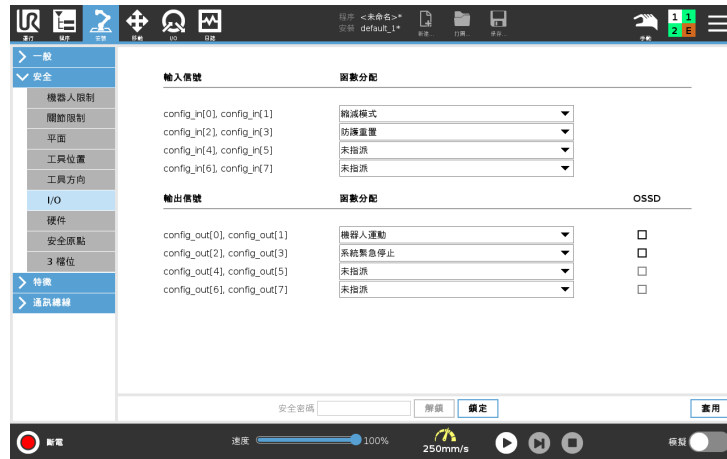 UR
運行
程序
安裝
移動
I/O
日誌
程序 <未命名>*
安裝 default_1*
新建...
打開...
保存...
手動
1 1
2 E
一般
安全
機器人限制
關節限制
平面
工具位置
工具方向
I/O
硬件
安全原點
3 檔位
特徵
通訊總線
輸入信號 函數分配
config_in[0], config_in[1] 縮減模式
config_in[2], config_in[3] 防護重置
config_in[4], config_in[5] 未指派
config_in[6], config_in[7] 未指派
輸出信號 函數分配 OSSD
config_out[0], config_out[1] 機器人運動
config_out[2], config_out[3] 系統緊急停止
config_out[4], config_out[5] 未指派
config_out[6], config_out[7] 未指派
安全密碼 解鎖 鎖定 套用
斷電 速度 100% 250mm/s 模擬